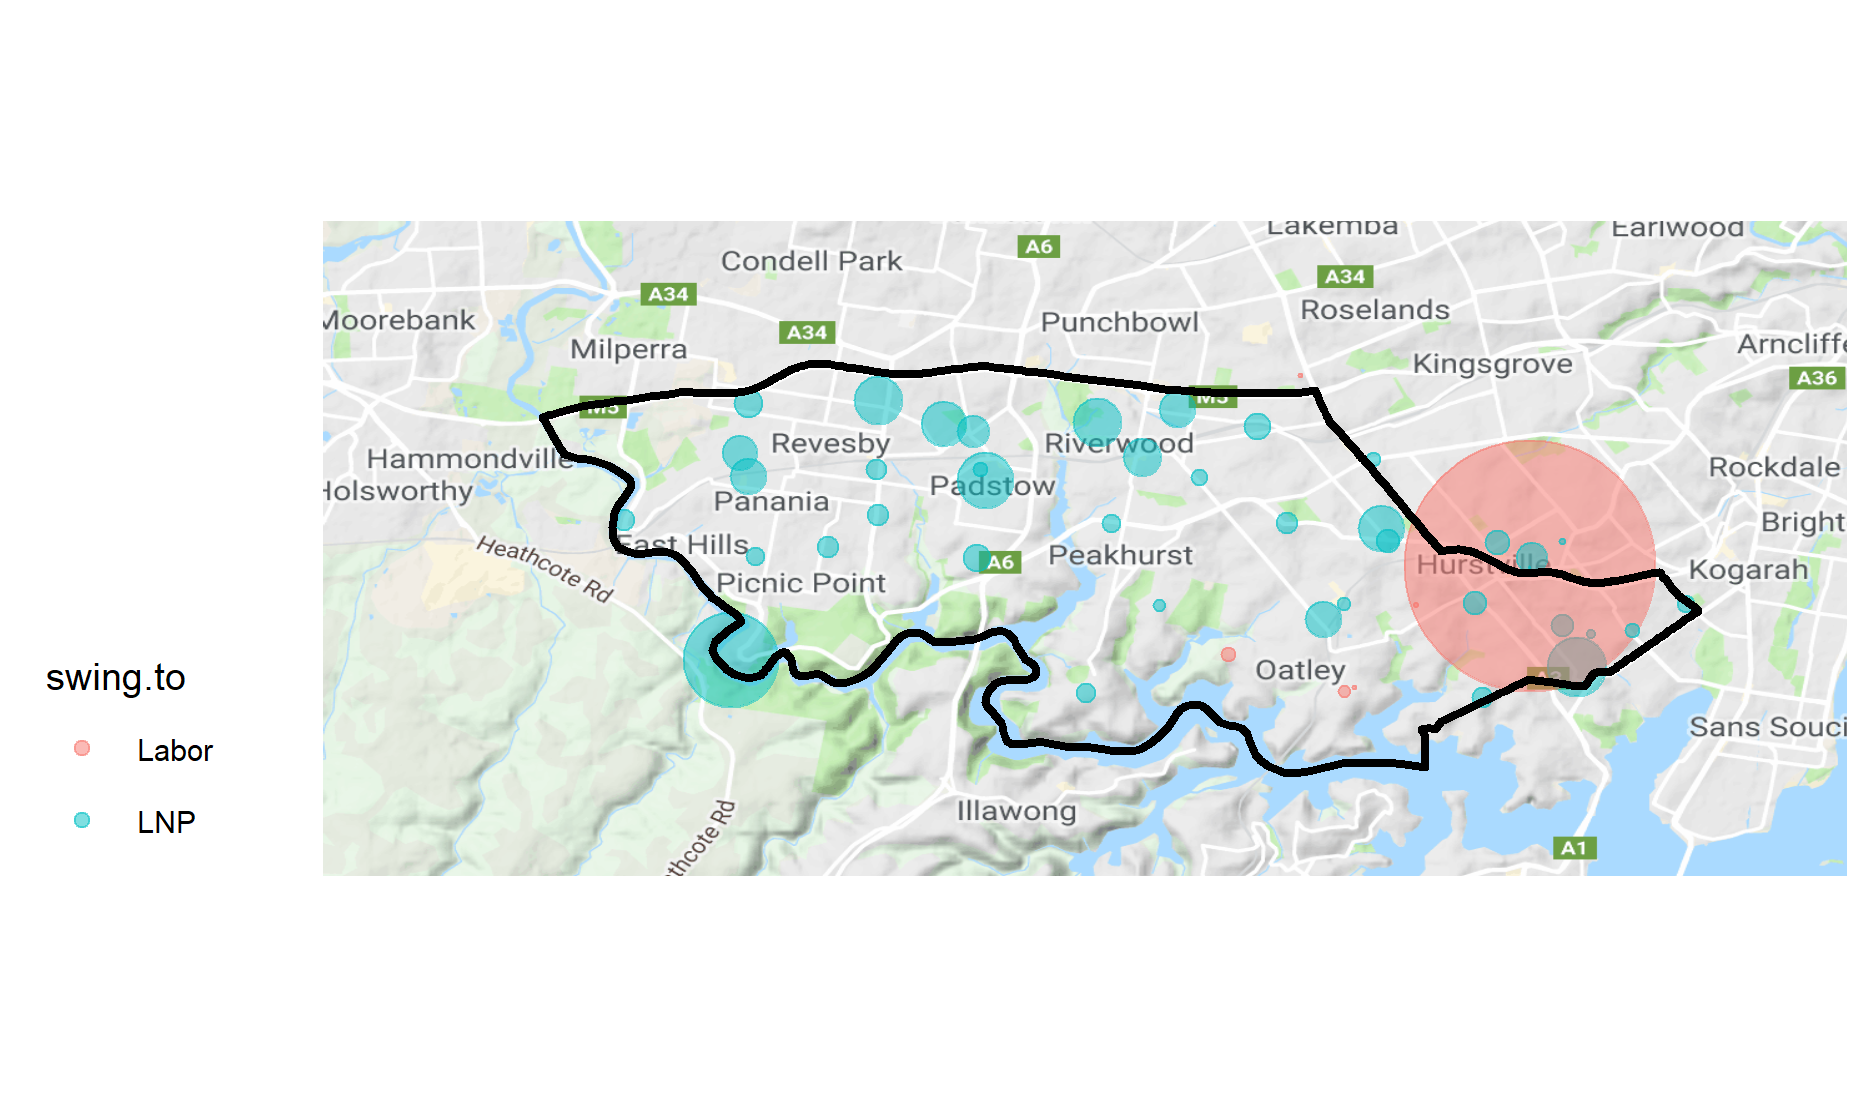 Lakemba
Earlwood
A6
Condell Park
A34
A34
Roselands
Moorebank
A34
Punchbowl
Arncliffe
Milperra
Kingsgrove
A36
M5
M5
Revesby
Riverwood
Hammondville
Rockdale
Holsworthy
Panania
Padstow
Bright
East Hills
Peakhurst
A6
Hurstville
Kogarah
Heathcote Rd
Picnic Point
Oatley
swing.to
Labor
LNP
Sans Souci
Illawong
thcote Rd
A1